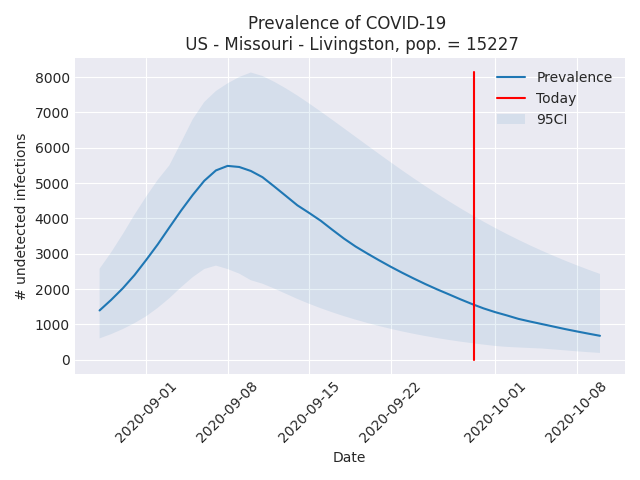 Prevalence of COVID-19
US - Missouri - Livingston, pop. = 15227
Prevalence
Today
95CI
8000
7000
6000
5000
4000
3000
2000
1000
0
# undetected infections
2020-09-01
2020-09-08
2020-09-15
2020-09-22
2020-10-01
2020-10-08
Date